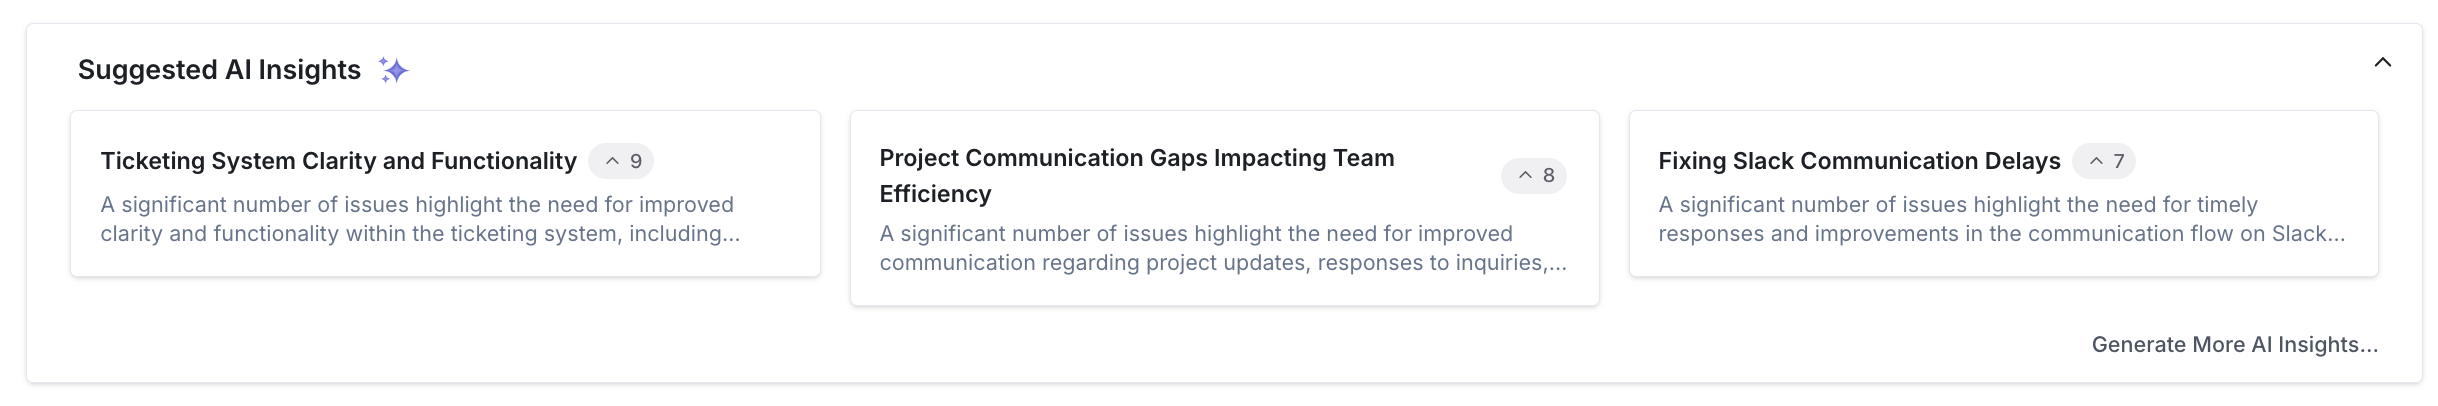 Suggested AI Insights
Ticketing System Clarity and Functionality 9
A significant number of issues highlight the need for improved
clarity and functionality within the ticketing system, including...
Project Communication Gaps Impacting Team
Efficiency
8
A significant number of issues highlight the need for improved
communication regarding project updates, responses to inquiries,...
Fixing Slack Communication Delays 7
A significant number of issues highlight the need for timely
responses and improvements in the communication flow on Slack...
Generate More AI Insights...